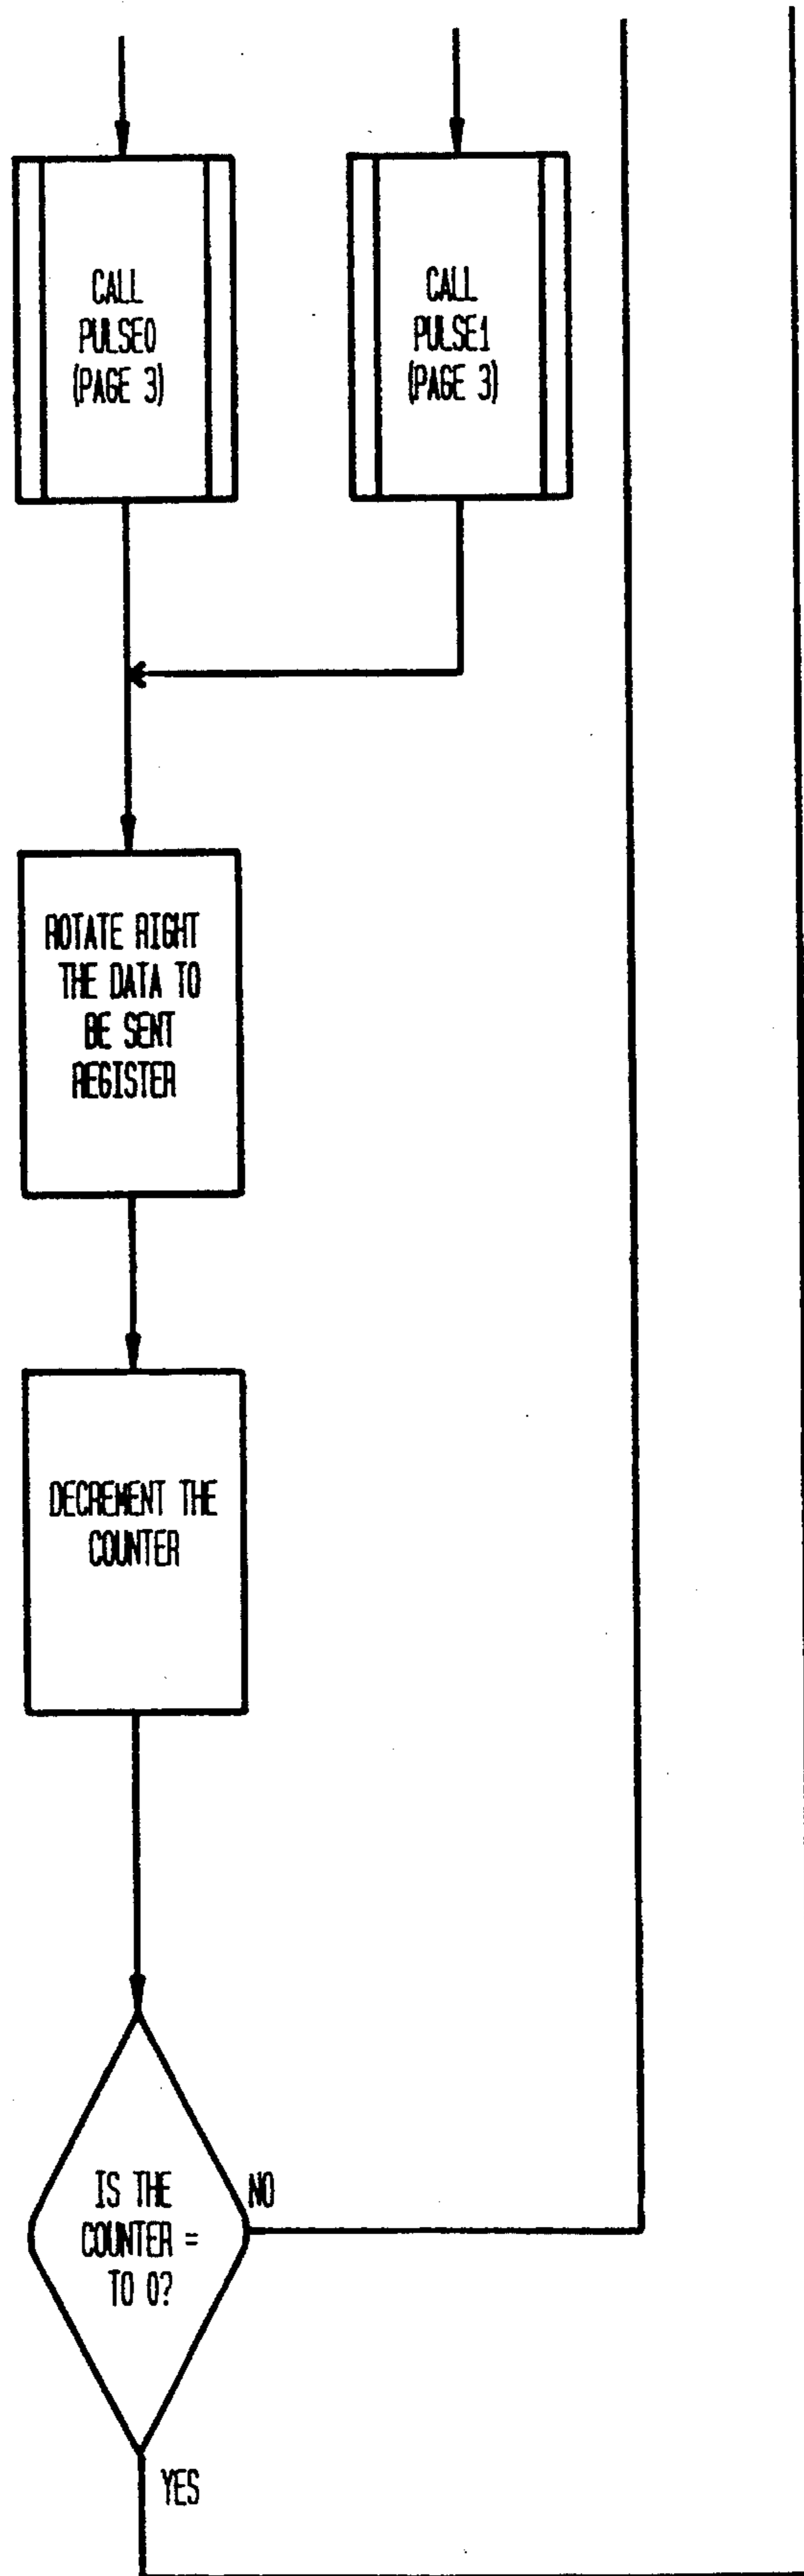 CALL
PULSE0
(PAGE 3)
CALL
PULSE1
(PAGE 3)
ROTATE RIGHT
THE DATA TO
BE SENT
REGISTER
DECREMENT THE
COUNTER
IS THE
COUNTER =
TO 0?
NO
YES